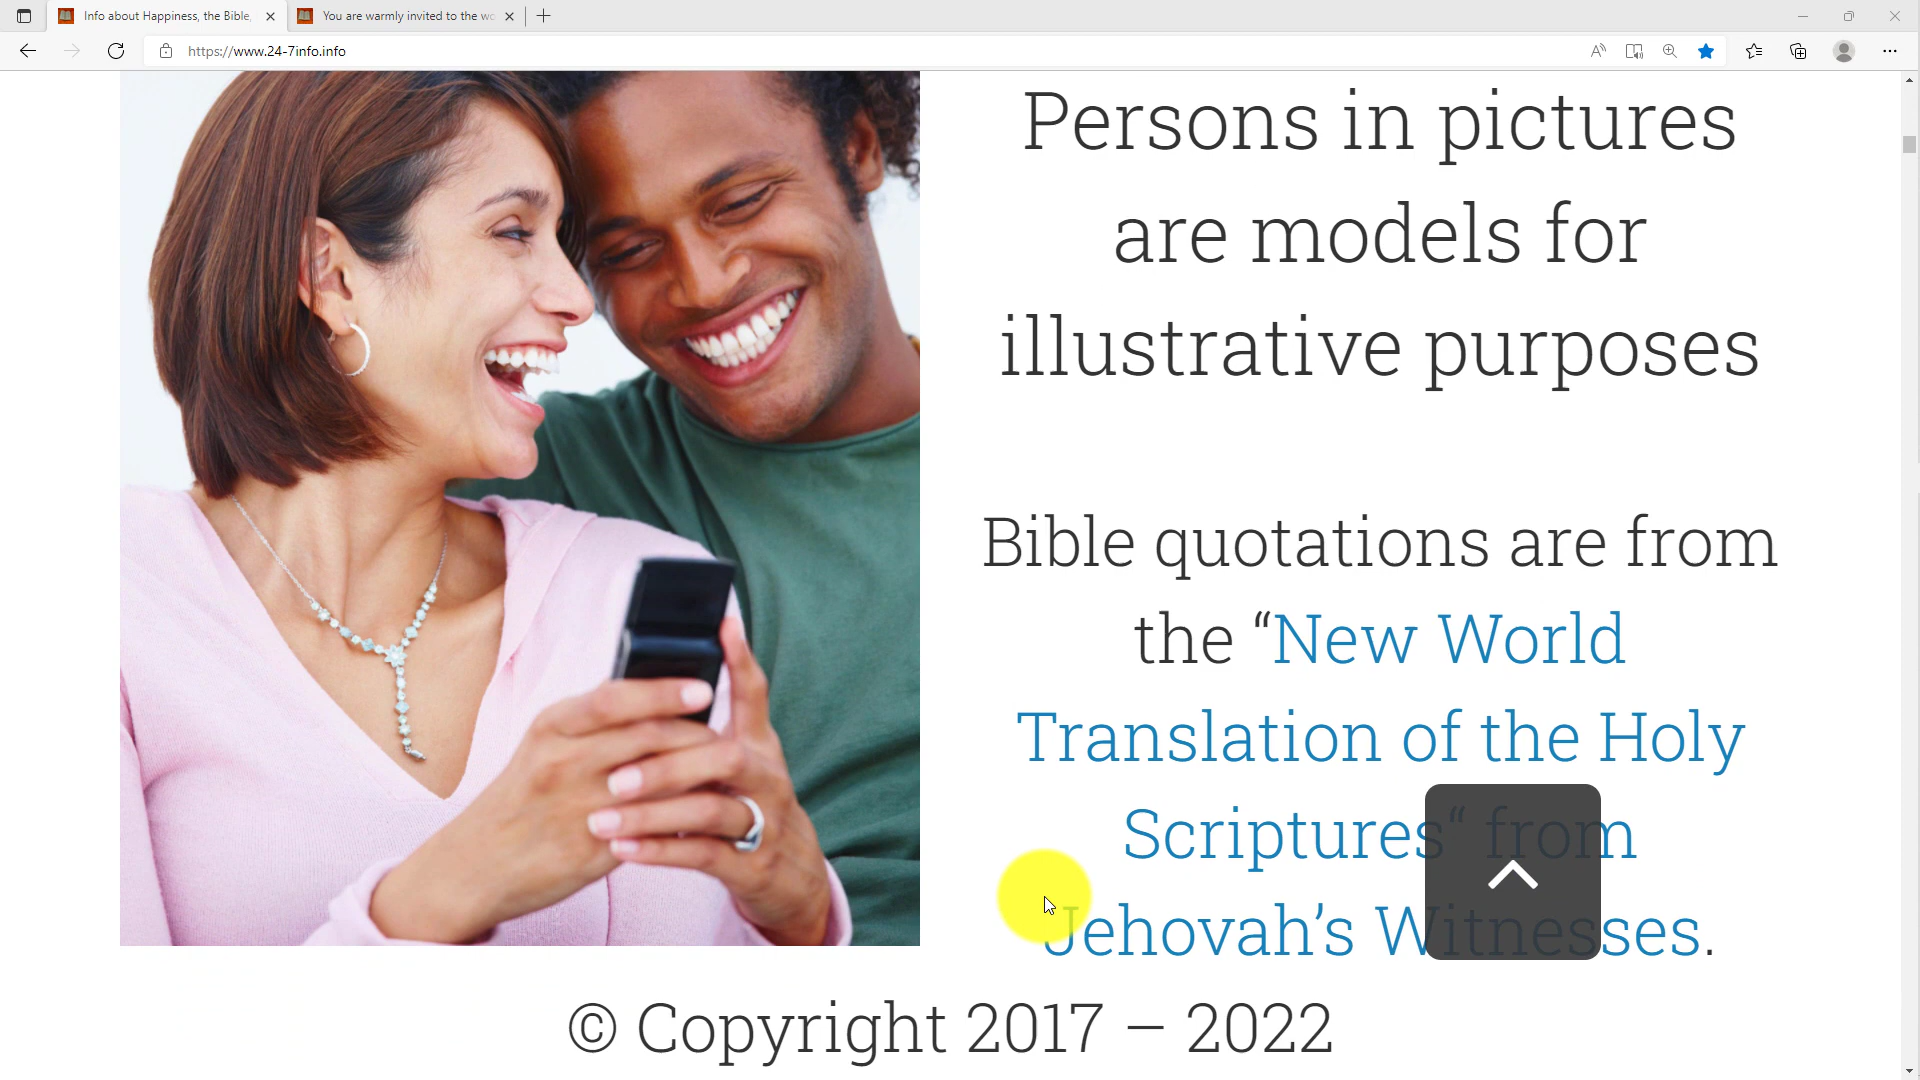 Info about Happiness, the Bible,
You are warmly invited to the wo
https://www.24-7info.info
Persons in pictures
are models for
illustrative purposes
Bible quotations are from
the “New World
Translation of the Holy
Scriptures“ from
Jehovah’s Witnesses.
© Copyright 2017 – 2022